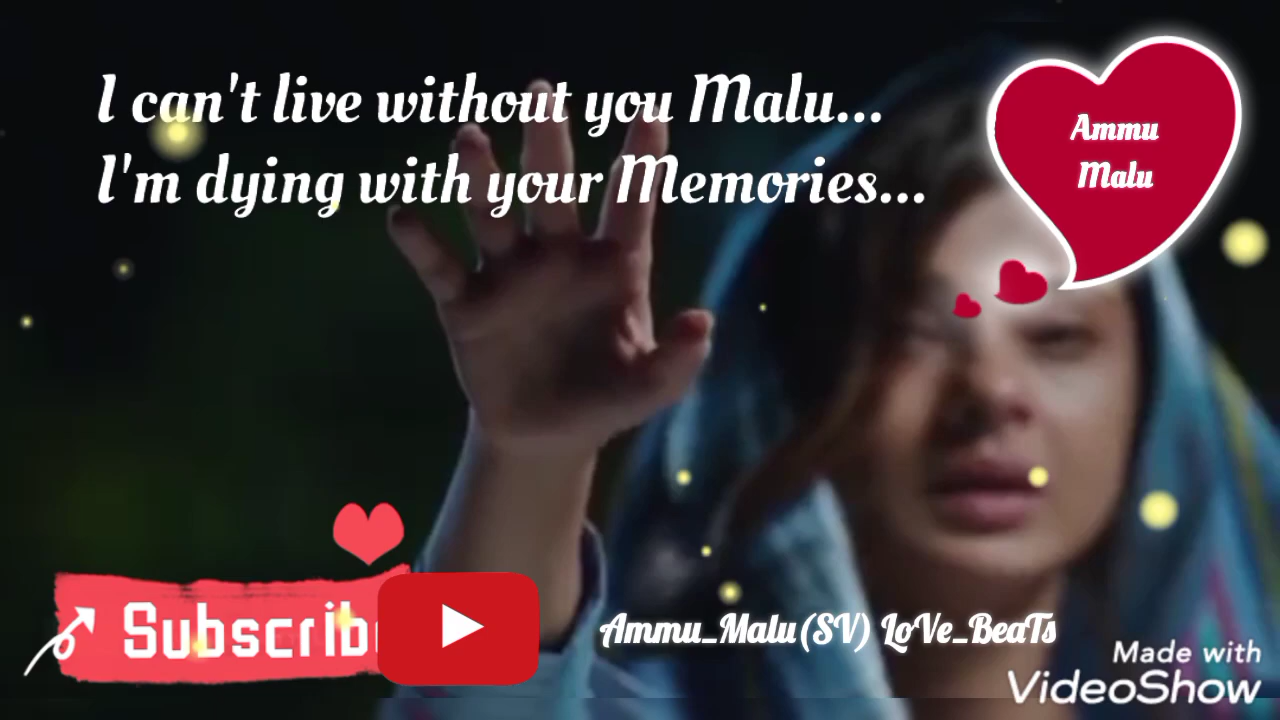 I can't live without you Malu...
I'm dying with your Memories...
Ammu
Malu
Subscrib
Ammu_Malu(SV) LoVe_BeaTs
Made with
VideoShow